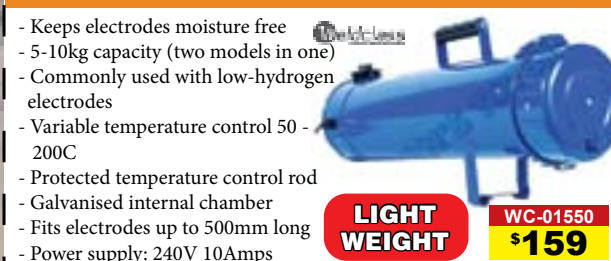 - Keeps electrodes moisture free
- 5-10kg capacity (two models in one)
- Commonly used with low-hydrogen
electrodes
- Variable temperature control 50 -
200C
- Protected temperature control rod
- Galvanised internal chamber
- Fits electrodes up to 500mm long
- Power supply: 240V 10Amps
Weldclass
LIGHT
WEIGHT
WC-01550
$159